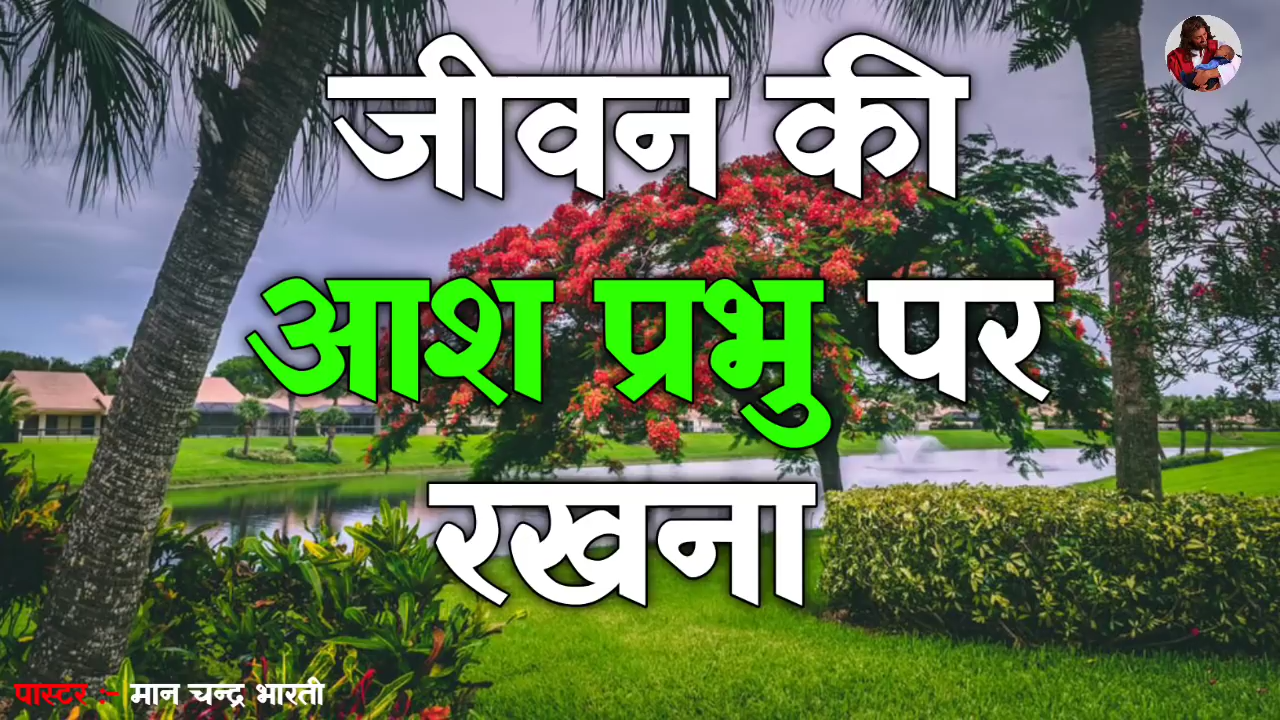 जीवन की
आश प्रभु पर
रखना
पास्टर :- मान चन्द्र भारती